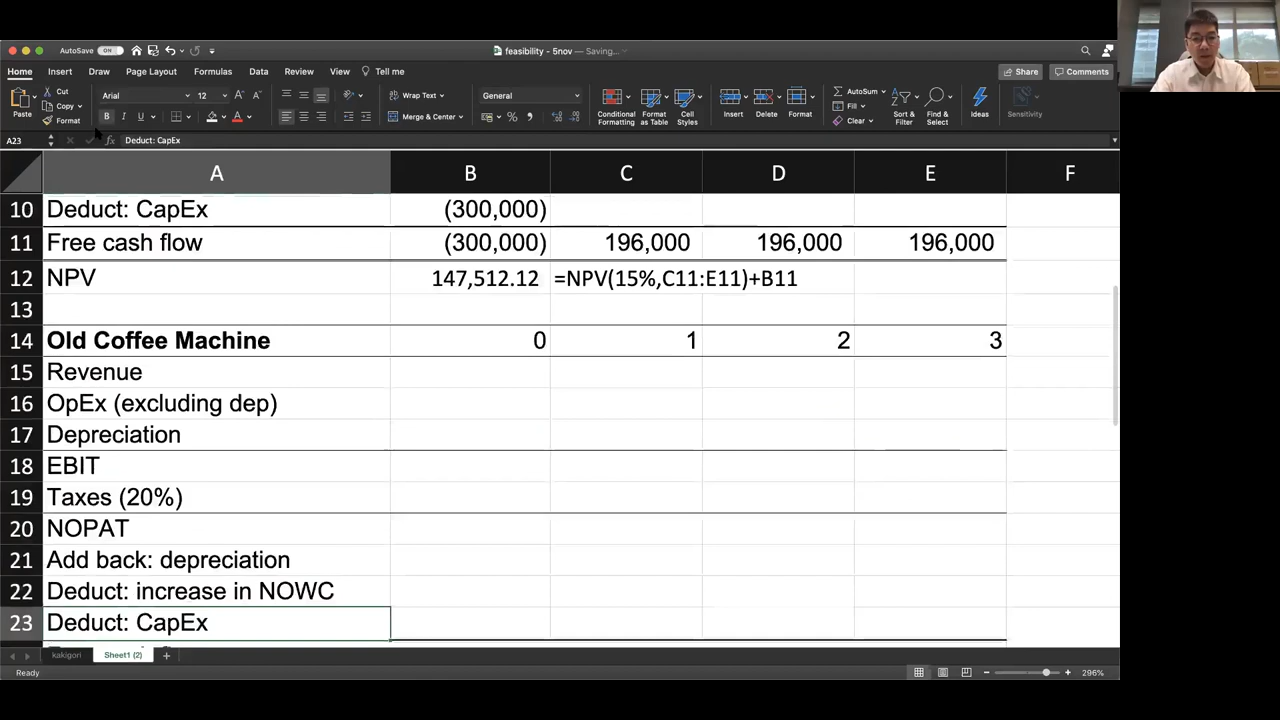 AutoSave ON
feasibility - 5nov — Saving...
Home Insert Draw Page Layout Formulas Data Review View Tell me
Share Comments
Paste
Cut
Copy
Format
Arial 12 A A
B I U A
Wrap Text
Merge & Center
General
%
Conditional Formatting
Format as Table
Cell Styles
Insert
Delete
Format
AutoSum
Fill
Clear
Sort & Filter
Find & Select
Sensitivity
A23 fx Deduct: CapEx
A B C D E F
10 Deduct: CapEx (300,000)
11 Free cash flow (300,000) 196,000 196,000 196,000
12 NPV 147,512.12 =NPV(15%,C11:E11)+B11
13
14 Old Coffee Machine 0 1 2 3
15 Revenue
16 OpEx (excluding dep)
17 Depreciation
18 EBIT
19 Taxes (20%)
20 NOPAT
21 Add back: depreciation
22 Deduct: increase in NOWC
23 Deduct: CapEx
kakigori Sheet1 (2) +
Ready
296%